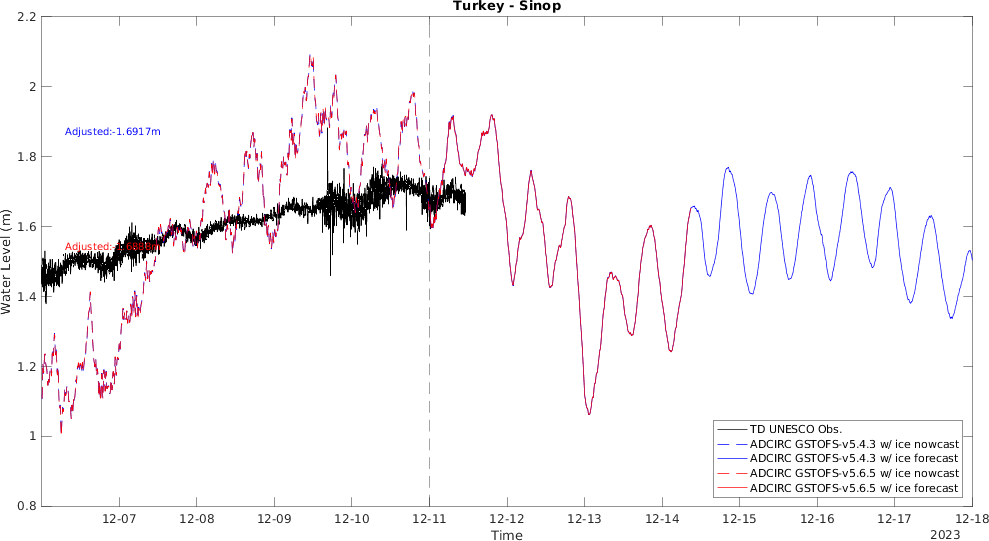 Turkey - Sinop
2.2
2
1.8
1.6
1.4
1.2
1
0.8
Water Level (m)
Adjusted:-1.6917m
Adjusted:
12-07
12-08
12-09
12-10
12-11
12-12
12-13
12-14
12-15
12-16
12-17
12-18
Time
2023
TD UNESCO Obs.
ADCIRC GSTOFS-v5.4.3 w/ ice nowcast
ADCIRC GSTOFS-v5.4.3 w/ ice forecast
ADCIRC GSTOFS-v5.6.5 w/ ice nowcast
ADCIRC GSTOFS-v5.6.5 w/ ice forecast